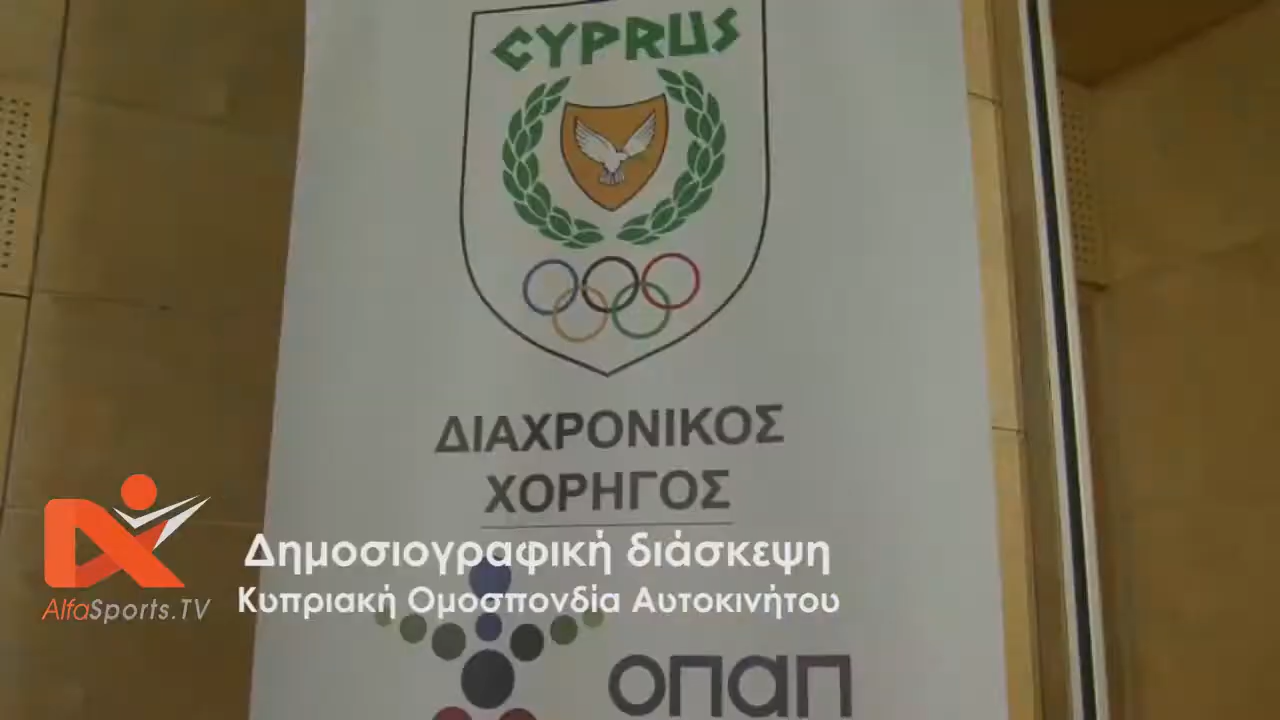 CYPRUS
ΔΙΑΧΡΟΝΙΚΟΣ
ΧΟΡΗΓΟΣ
Δημοσιογραφική διάσκεψη
Κυπριακή Ομοσπονδία Αυτοκινήτου
AlfaSports.TV
οπαπ